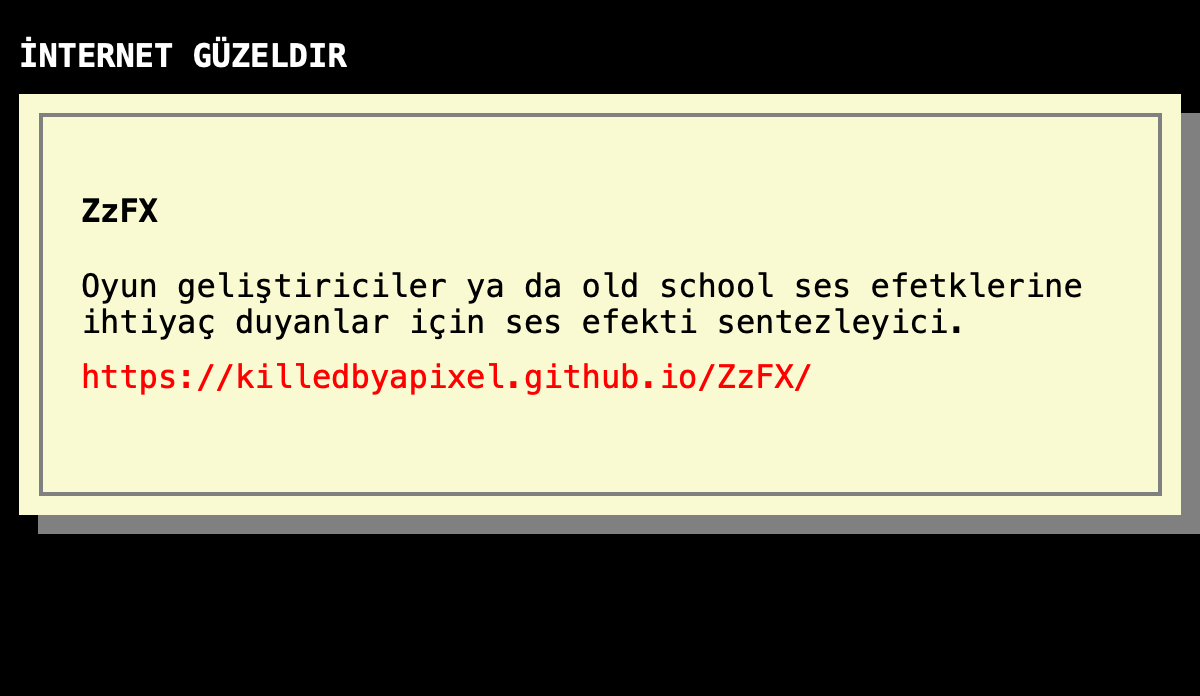 İNTERNET GÜZELDIR
ZzFX
Oyun geliştiriciler ya da old school ses efetklerine
ihtiyaç duyanlar için ses efekti sentezleyici.
https://killedbyapixel.github.io/ZzFX/